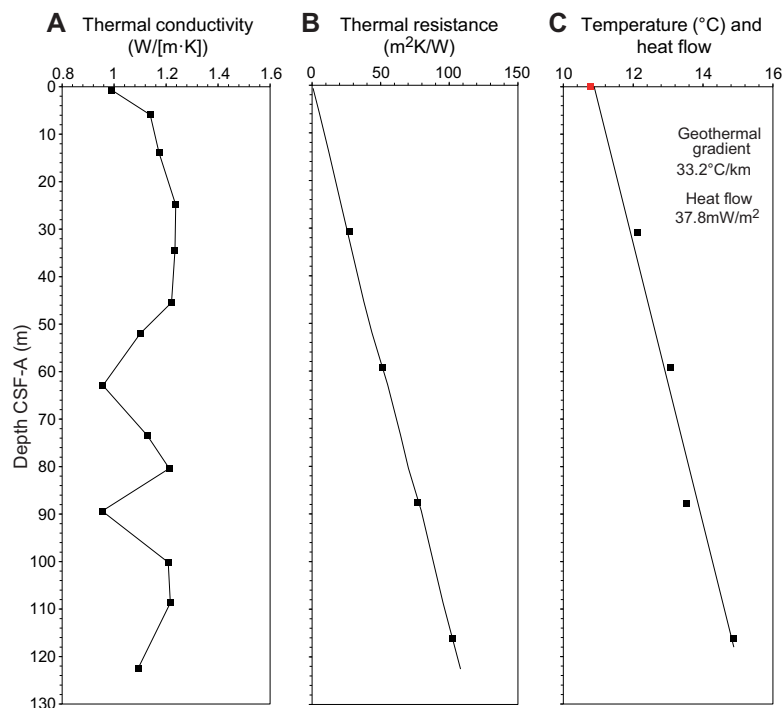 A Thermal conductivity
(W/[m·K])
0.8 1 1.2 1.4 1.6
B Thermal resistance
(m²K/W)
0 50 100 150
C Temperature (°C) and
heat flow
10 12 14 16
0
10
20
30
40
50
60
70
80
90
100
110
120
130
Depth CSF-A (m)
Geothermal
gradient
33.2°C/km
Heat flow
37.8mW/m²